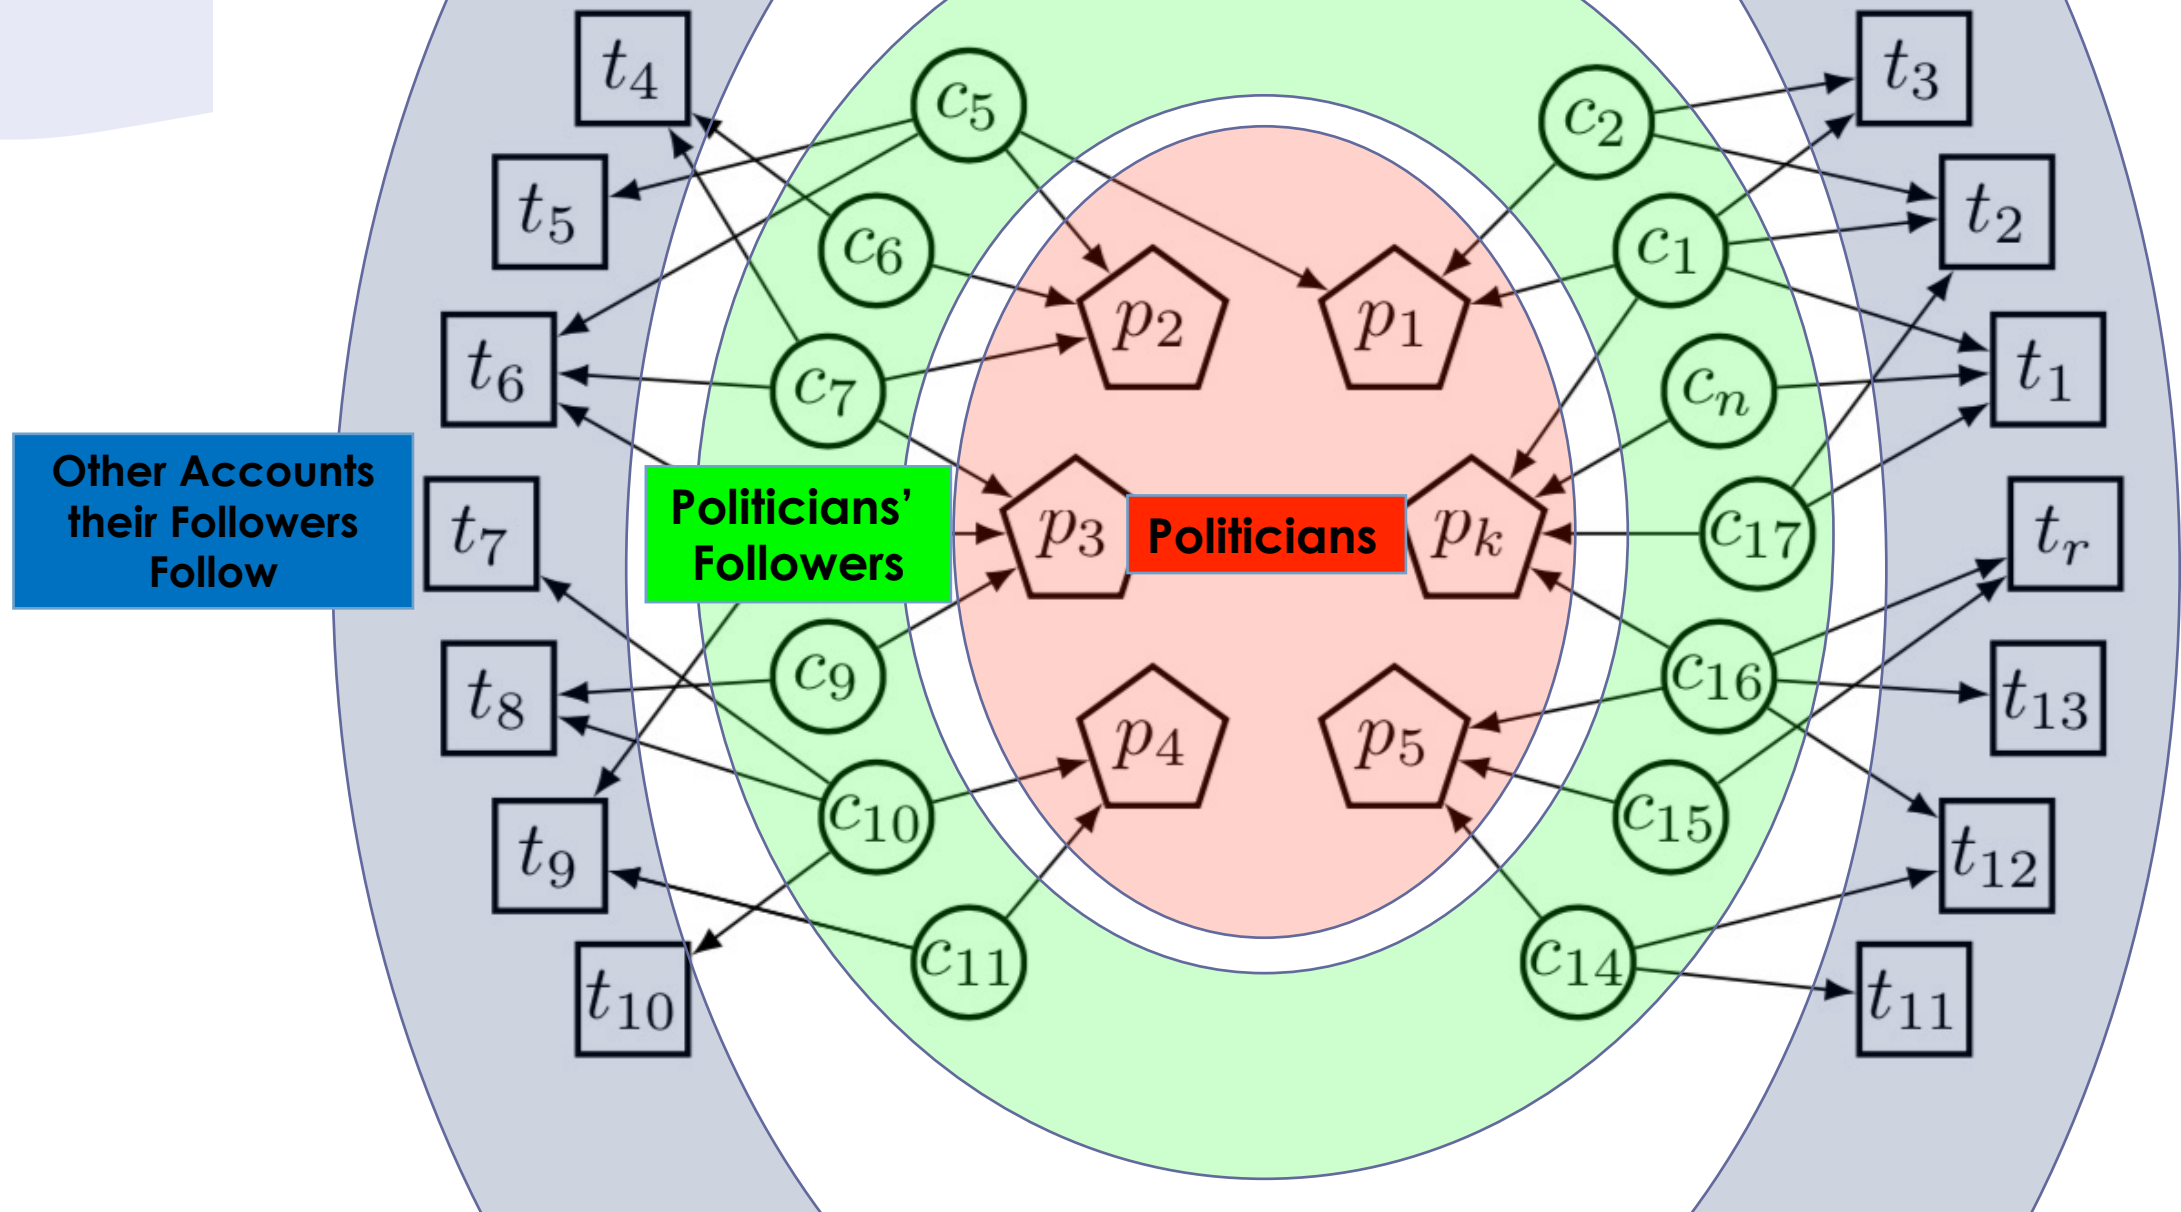 t4
c5
c2
t3
t5
c6
c1
t2
p2
p1
t6
c7
cn
t1
Other Accounts
their Followers
Follow
t7
Politicians’
Followers
p3
Politicians
pk
c17
tr
t8
c9
c16
t13
p4
p5
c10
c15
t9
t12
c11
c14
t10
t11